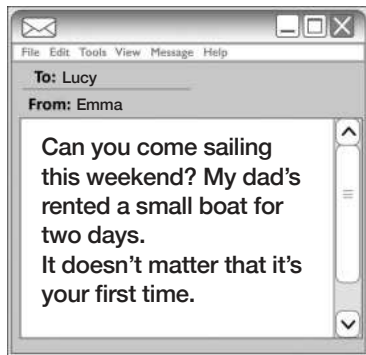 File Edit Tools View Message Help
To: Lucy
From: Emma
Can you come sailing
this weekend? My dad's
rented a small boat for
two days.
It doesn't matter that it's
your first time.